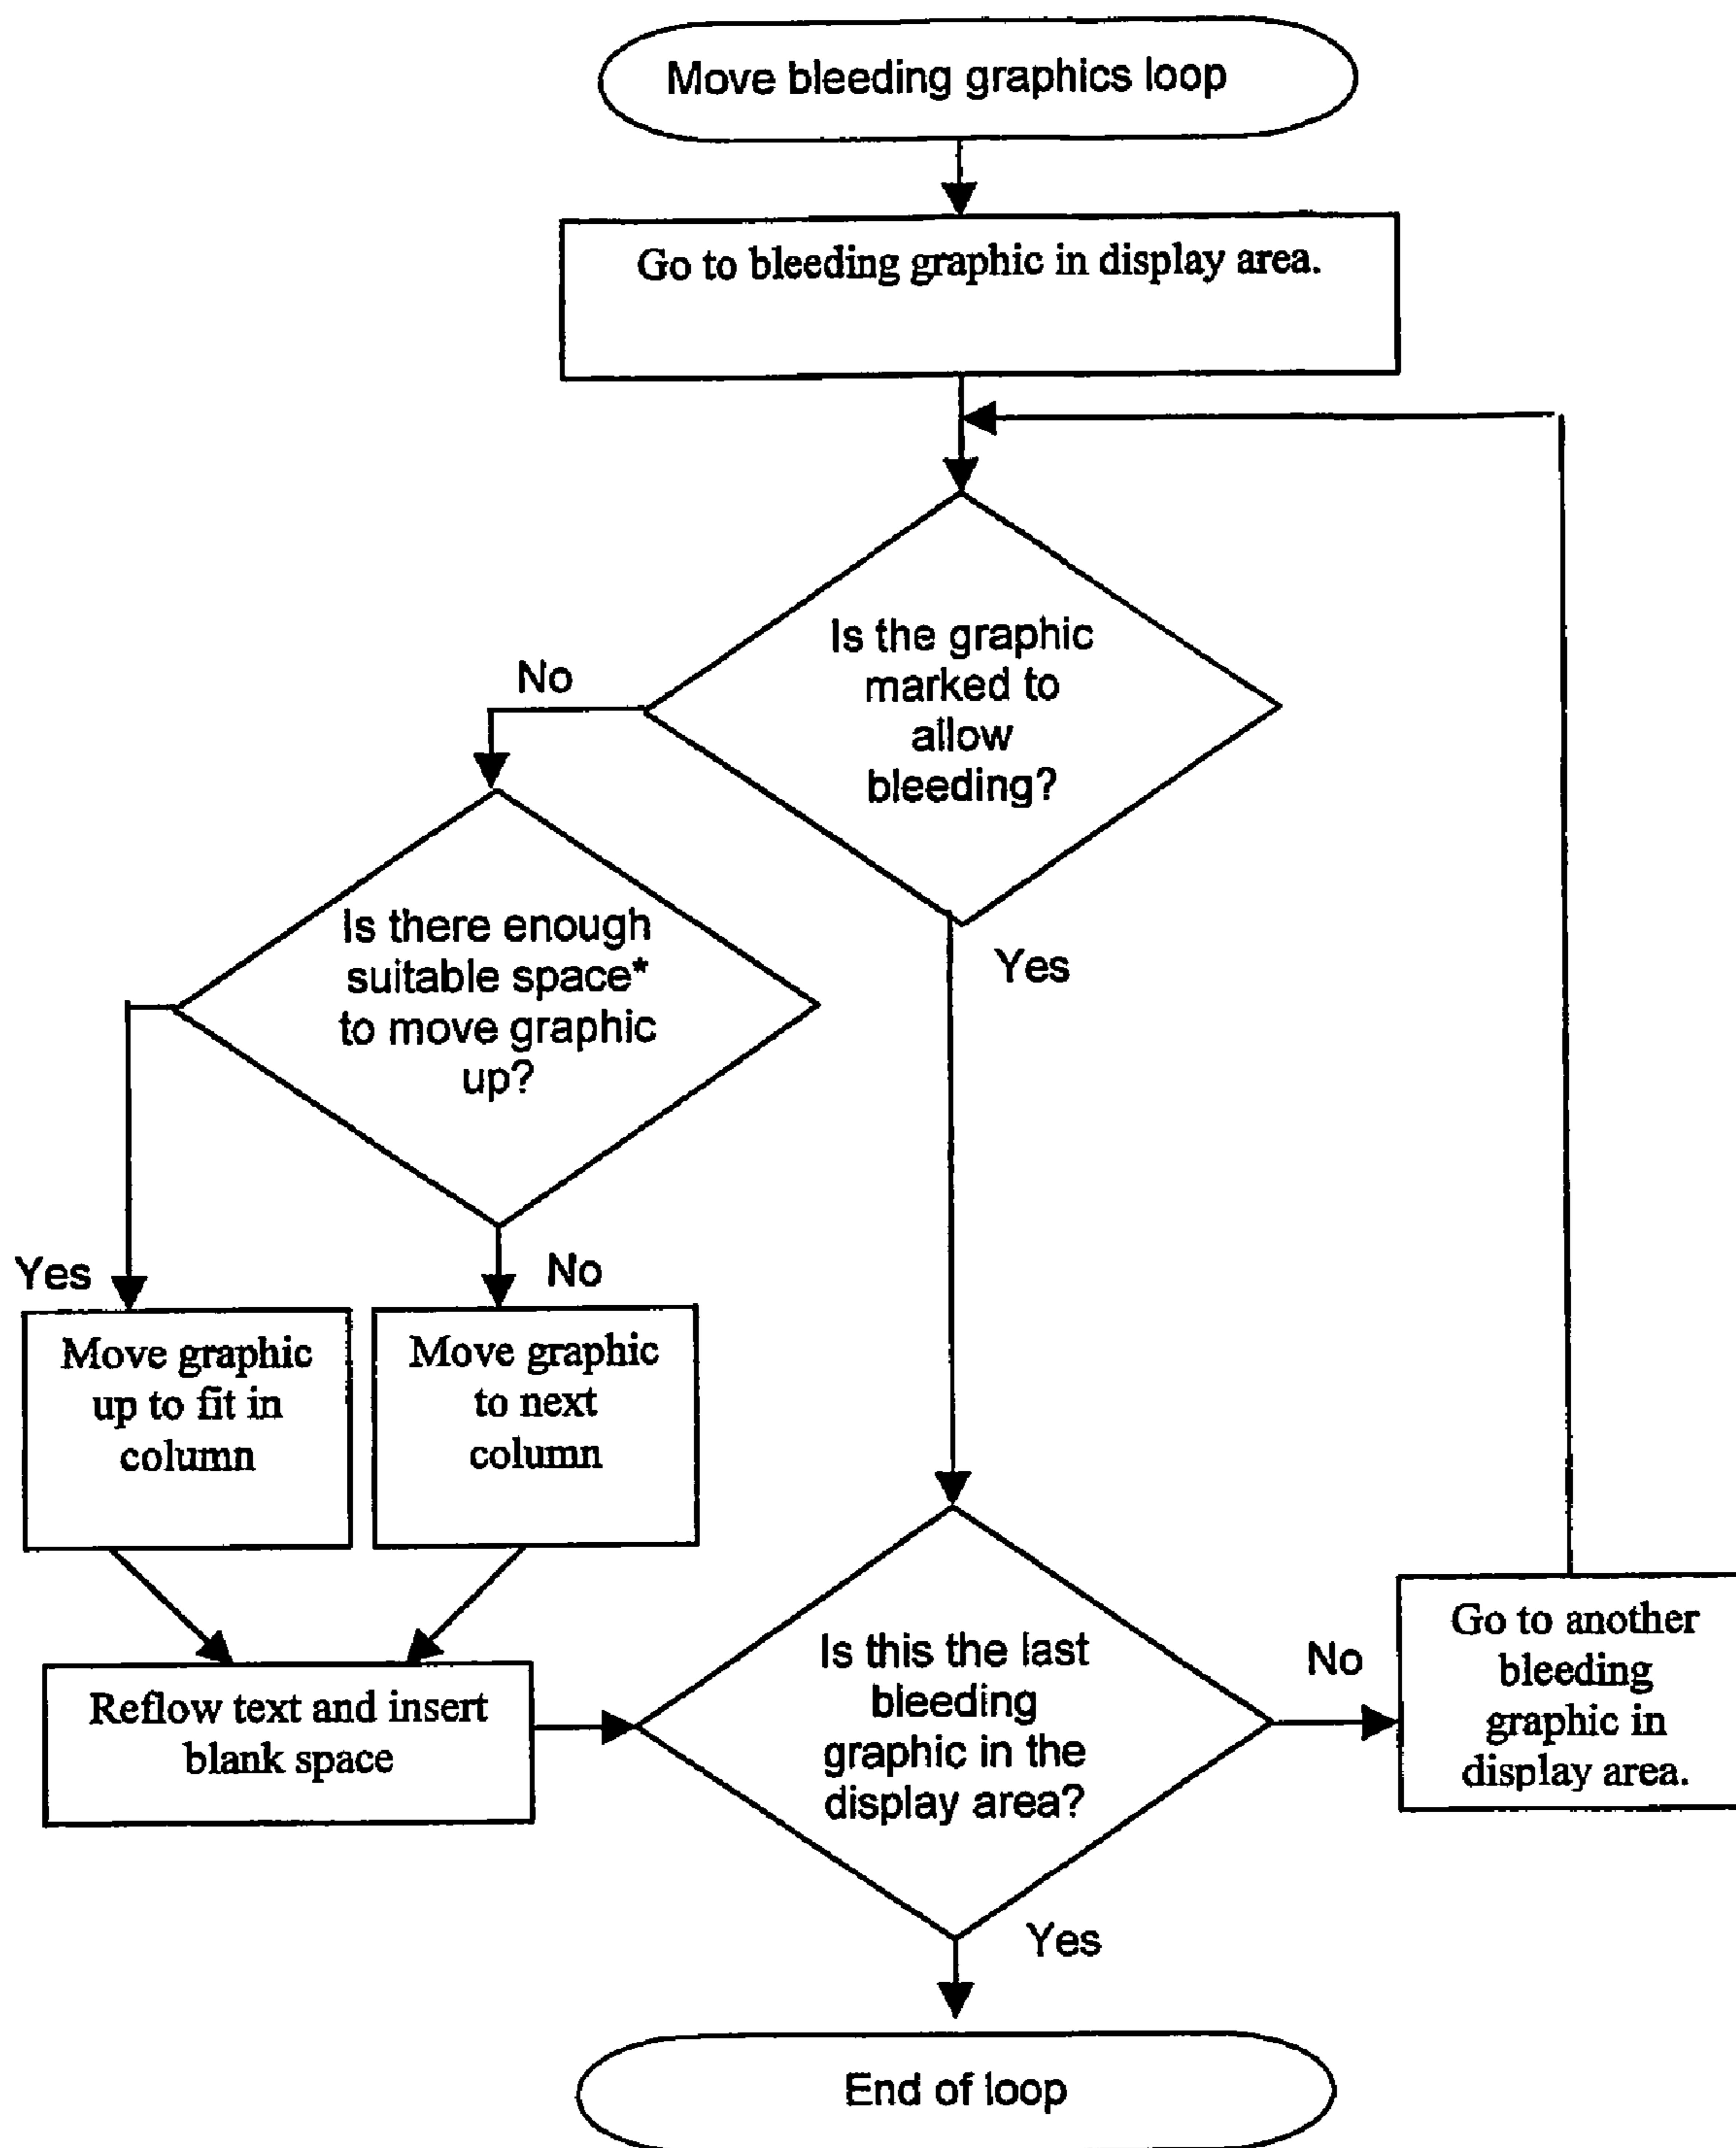 Move bleeding graphics loop
Go to bleeding graphic in display area.
Is the graphic
marked to
allow
bleeding?
No
Yes
Is there enough
suitable space*
to move graphic
up?
Yes
No
Move graphic
up to fit in
column
Move graphic
to next
column
Reflow text and insert
blank space
Is this the last
bleeding
graphic in the
display area?
No
Go to another
bleeding
graphic in
display area.
Yes
End of loop